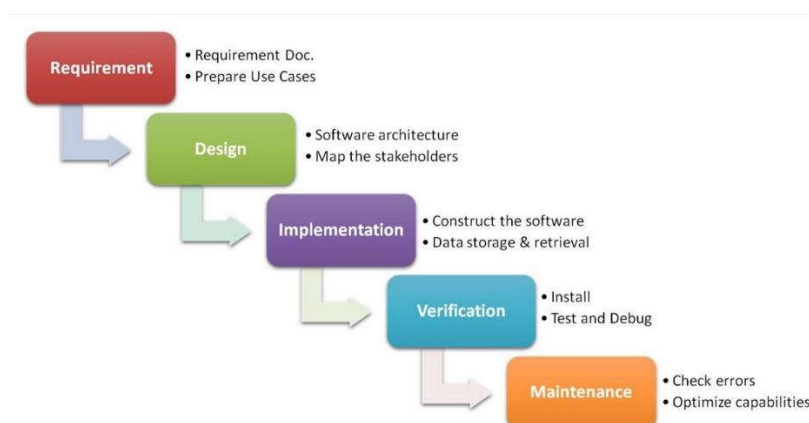 Requirement
• Requirement Doc.
• Prepare Use Cases
Design
• Software architecture
• Map the stakeholders
Implementation
• Construct the software
• Data storage & retrieval
Verification
• Install
• Test and Debug
Maintenance
• Check errors
• Optimize capabilities